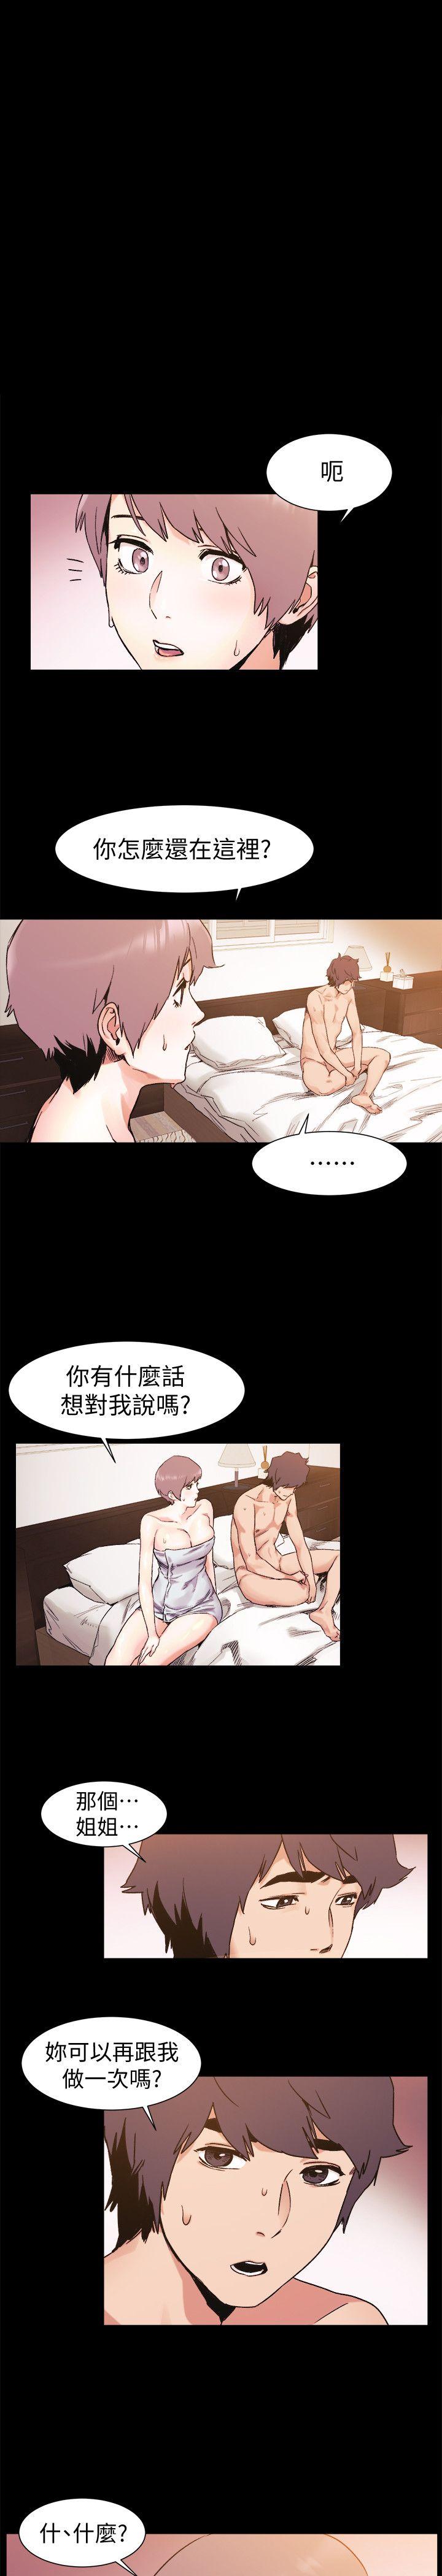 呃
你怎麼還在這裡?
……
你有什麼話
想對我說嗎?
那個…
姐姐…
妳可以再跟我
做一次嗎?
什、什麼?